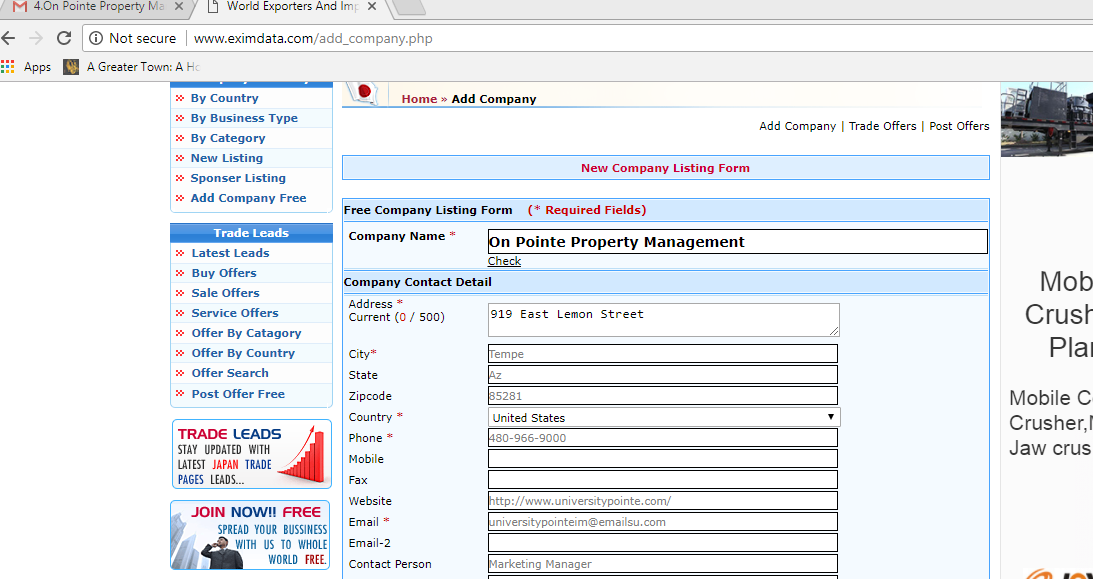 4.On Pointe Property Ma
World Exporters And Imp
Not secure www.eximdata.com/add_company.php
Apps A Greater Town: A Ho
By Country
By Business Type
By Category
New Listing
Sponser Listing
Add Company Free
Trade Leads
Latest Leads
Buy Offers
Sale Offers
Service Offers
Offer By Catagory
Offer By Country
Offer Search
Post Offer Free
TRADE LEADS
STAY UPDATED WITH
LATEST JAPAN TRADE
PAGES LEADS...
JOIN NOW!! FREE
SPREAD YOUR BUSSINESS
WITH US TO WHOLE
WORLD FREE.
Home » Add Company
Add Company | Trade Offers | Post Offers
New Company Listing Form
Free Company Listing Form (* Required Fields)
Company Name * On Pointe Property Management
Check
Company Contact Detail
Address * 919 East Lemon Street
Current (0 / 500)
City* Tempe
State Az
Zipcode 85281
Country * United States
Phone * 480-966-9000
Mobile
Fax
Website http://www.universitypointe.com/
Email * universitypointeim@emailsu.com
Email-2
Contact Person Marketing Manager
Mob
Crush
Plan
Mobile C
Crusher,
Jaw crus